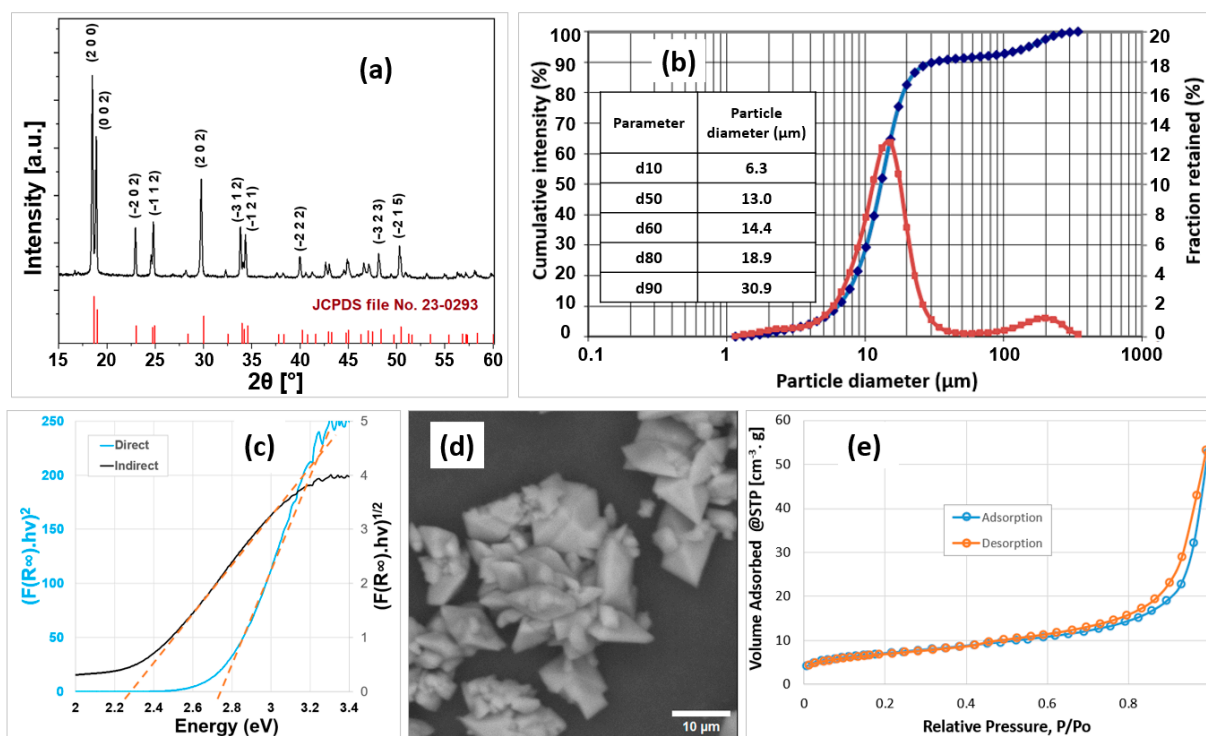 (a)
(2 0 0)
(0 0 2)
(–2 0 2)
(–1 1 2)
(2 0 2)
(–3 1 2)
(–1 2 1)
(–2 2 2)
(–3 2 3)
(–2 1 5)
Intensity [a.u.]
JCPDS file No. 23-0293
15 20 25 30 35 40 45 50 55 60
2θ [°]
(b)
Cumulative intensity (%)
100
90
80
70
60
50
40
30
20
10
0
Parameter Particle diameter (µm)
d10 6.3
d50 13.0
d60 14.4
d80 18.9
d90 30.9
20
18
16
14
12
10
8
6
4
2
0
Fraction retained (%)
0.1 1 10 100 1000
Particle diameter (µm)
(c)
Direct
Indirect
(F(R∞).hv)²
250
200
150
100
50
0
5
4
3
2
1
0
(F(R∞).hv)^1/2
2 2.2 2.4 2.6 2.8 3 3.2 3.4
Energy (eV)
(d)
10 µm
(e)
Volume Adsorbed @STP [cm⁻³. g]
60
50
40
30
20
10
0
Adsorption
Desorption
0 0.2 0.4 0.6 0.8
Relative Pressure, P/Po